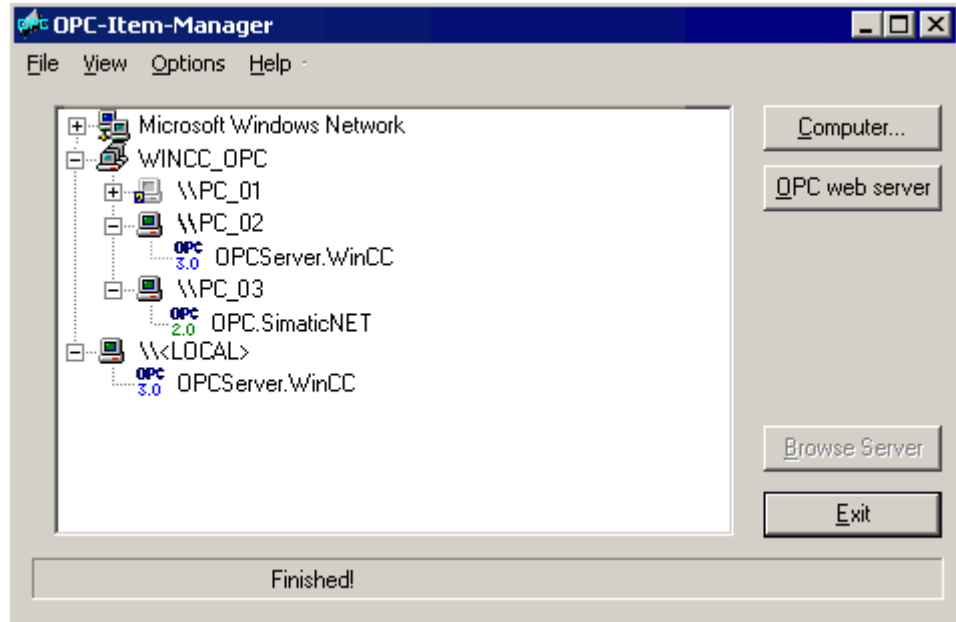 OPC OPC-Item-Manager
File View Options Help
Microsoft Windows Network
Computer...
WINCC_OPC
\\PC_01
OPC web server
\\PC_02
OPC 3.0 OPCServer.WinCC
\\PC_03
OPC 2.0 OPC.SimaticNET
\\<LOCAL>
OPC 3.0 OPCServer.WinCC
Browse Server
Exit
Finished!